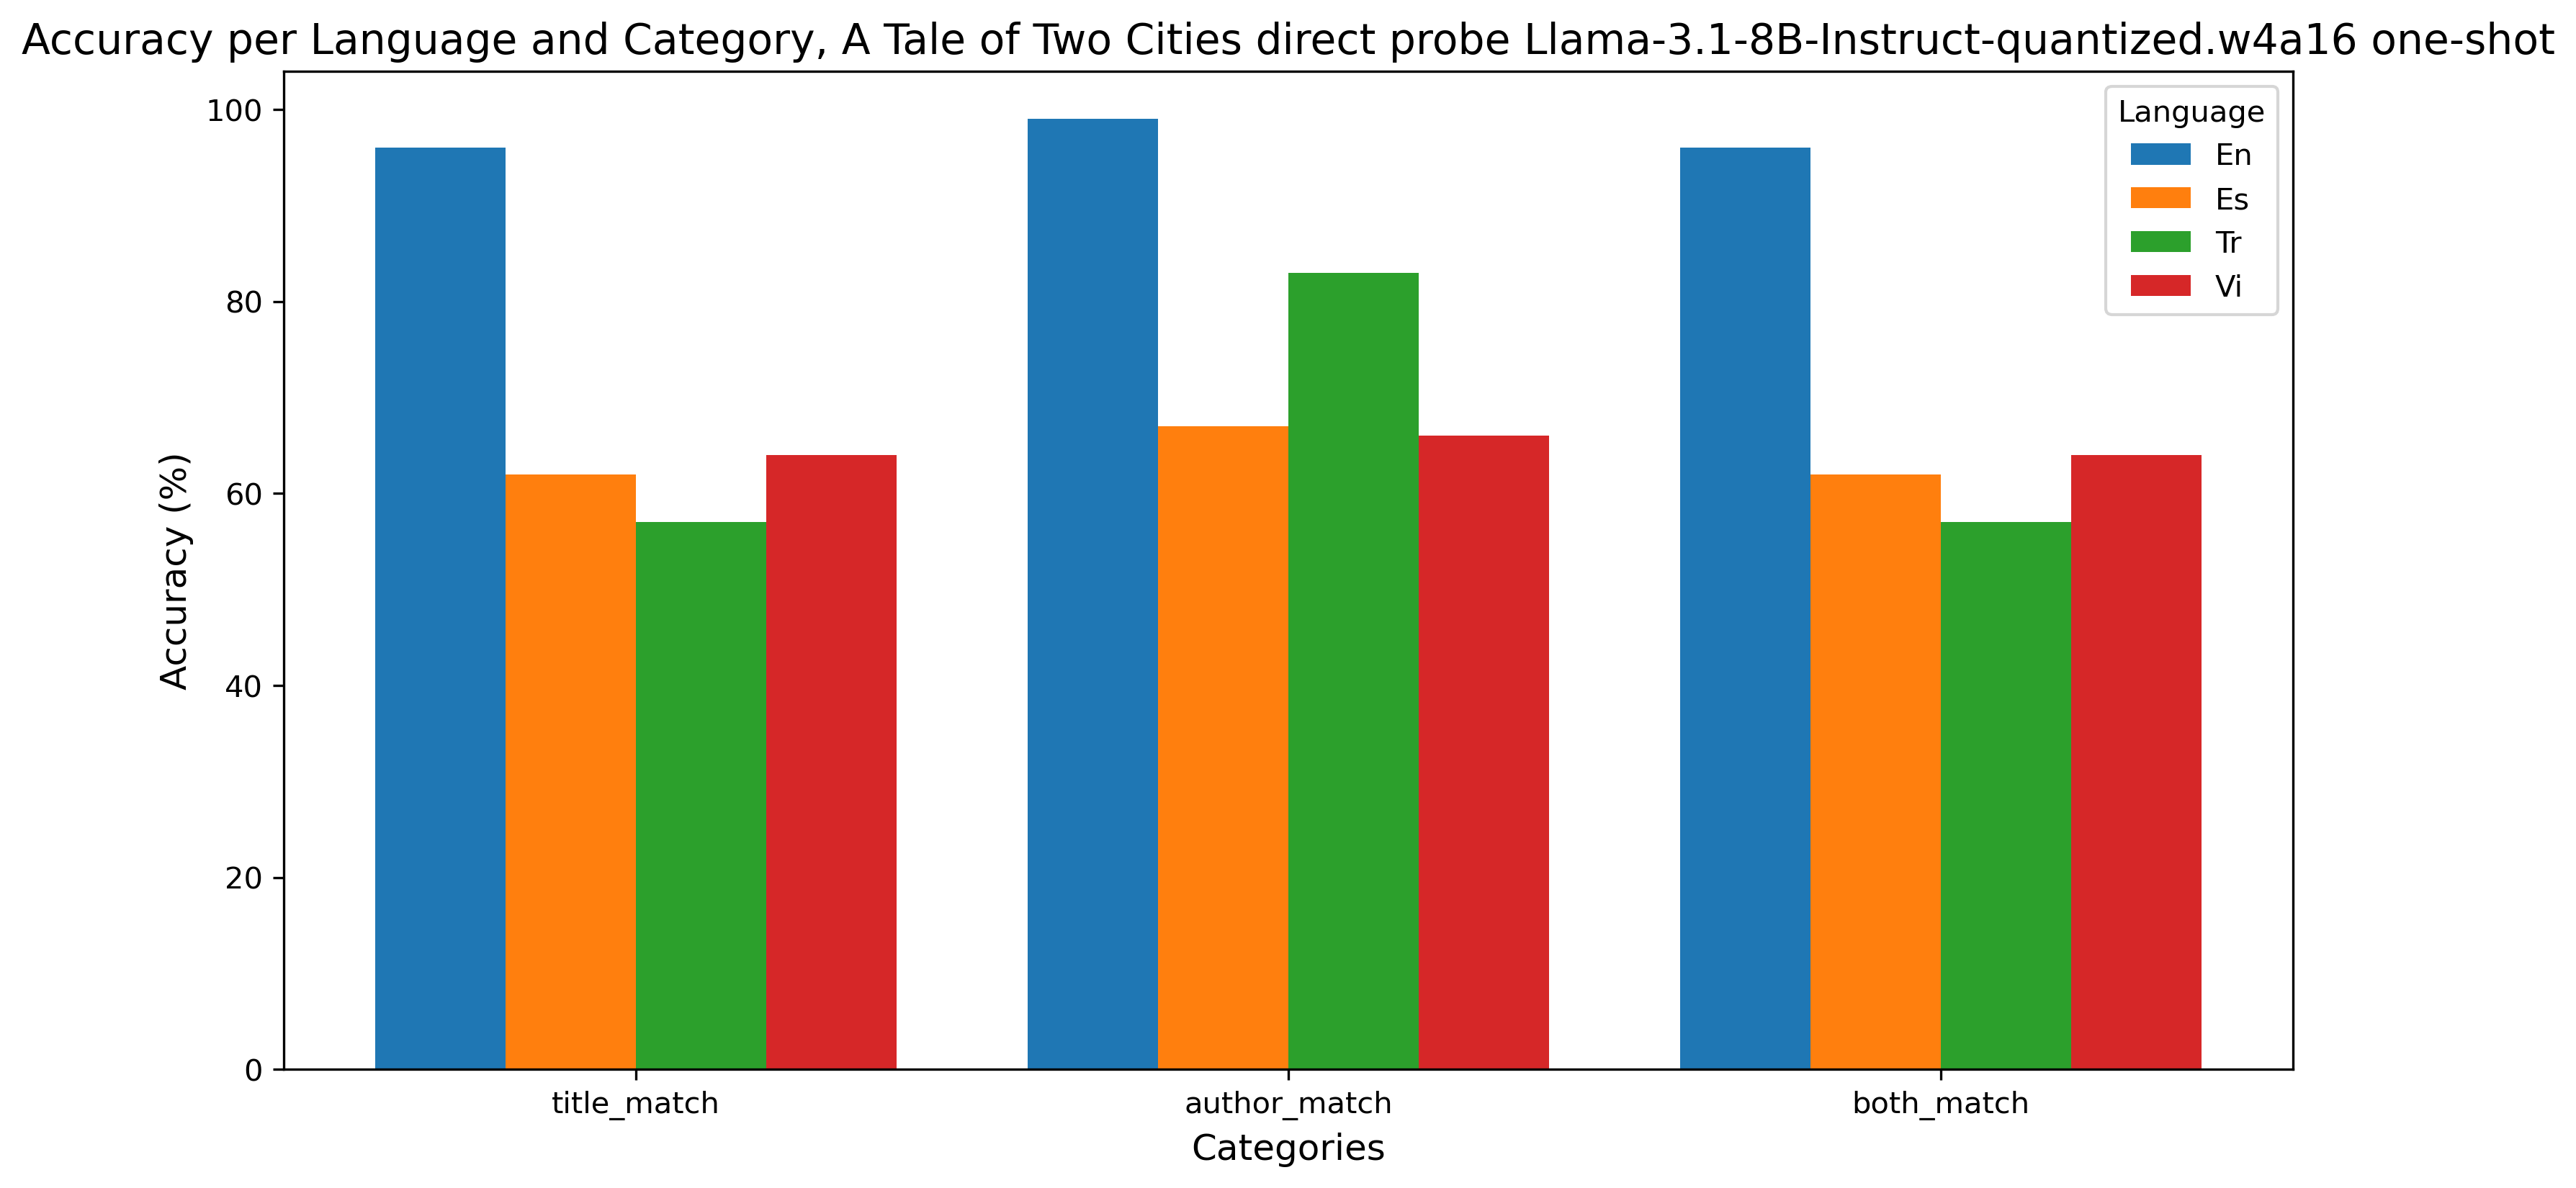 Accuracy per Language and Category, A Tale of Two Cities direct probe Llama-3.1-8B-Instruct-quantized.w4a16 one-shot
Language
En
Es
Tr
Vi
Accuracy (%)
100
80
60
40
20
0
title_match
author_match
both_match
Categories